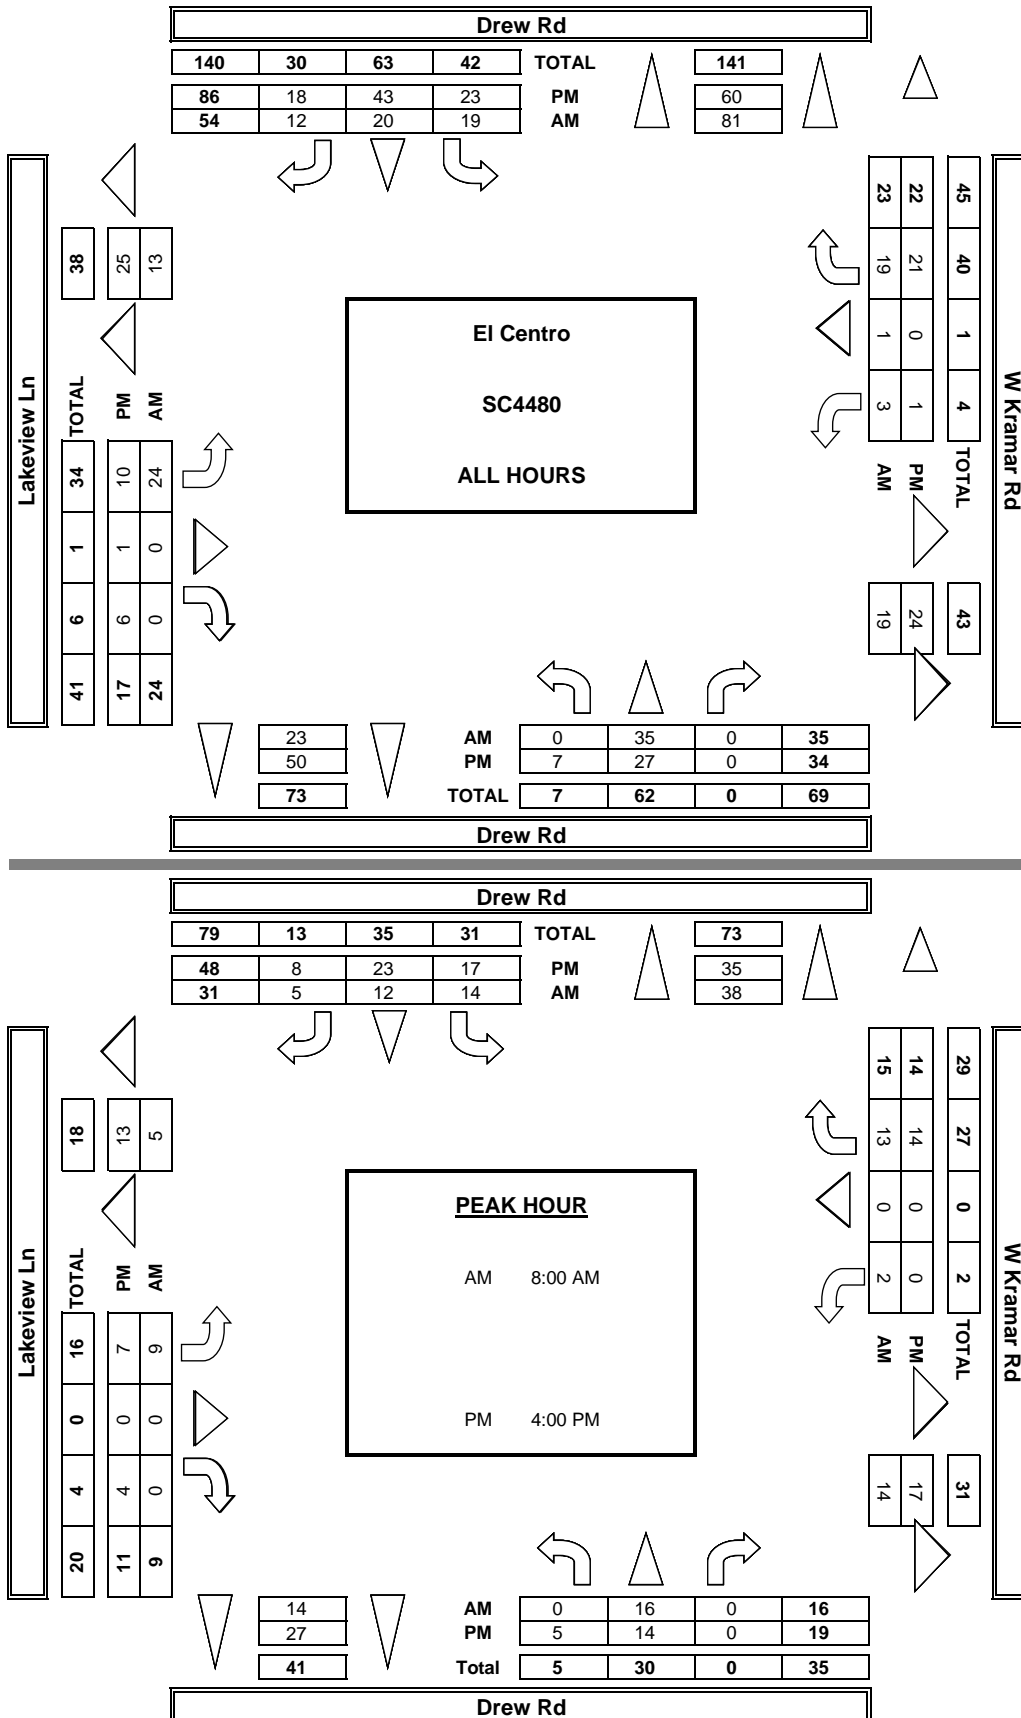 Drew Rd
140 30 63 42 TOTAL 141
86 18 43 23 PM 60
54 12 20 19 AM 81
Lakeview Ln
38
25
13
TOTAL
PM
AM
34 1 6 41
10 1 6 17
24 0 0 24
El Centro
SC4480
ALL HOURS
45 40 1 4 TOTAL
22 21 0 1 PM
23 19 1 3 AM
43
24
19
W Kramar Rd
23 AM 0 35 0 35
50 PM 7 27 0 34
73 TOTAL 7 62 0 69
Drew Rd
Drew Rd
79 13 35 31 TOTAL 73
48 8 23 17 PM 35
31 5 12 14 AM 38
Lakeview Ln
18
13
5
TOTAL
PM
AM
16 0 4 20
7 0 4 11
9 0 0 9
PEAK HOUR
AM 8:00 AM
PM 4:00 PM
29 27 0 2 TOTAL
14 14 0 0 PM
15 13 0 2 AM
31
17
14
W Kramar Rd
14 AM 0 16 0 16
27 PM 5 14 0 19
41 Total 5 30 0 35
Drew Rd